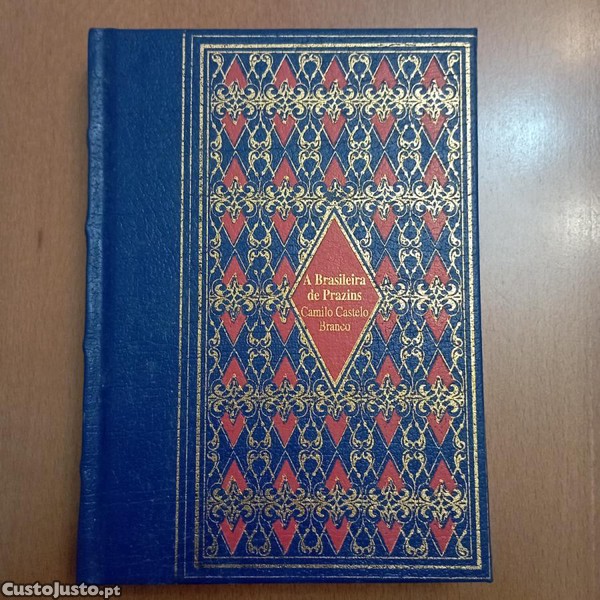 A Brasileira
de Prazins
Camilo Castelo
Branco
CustoJusto.pt